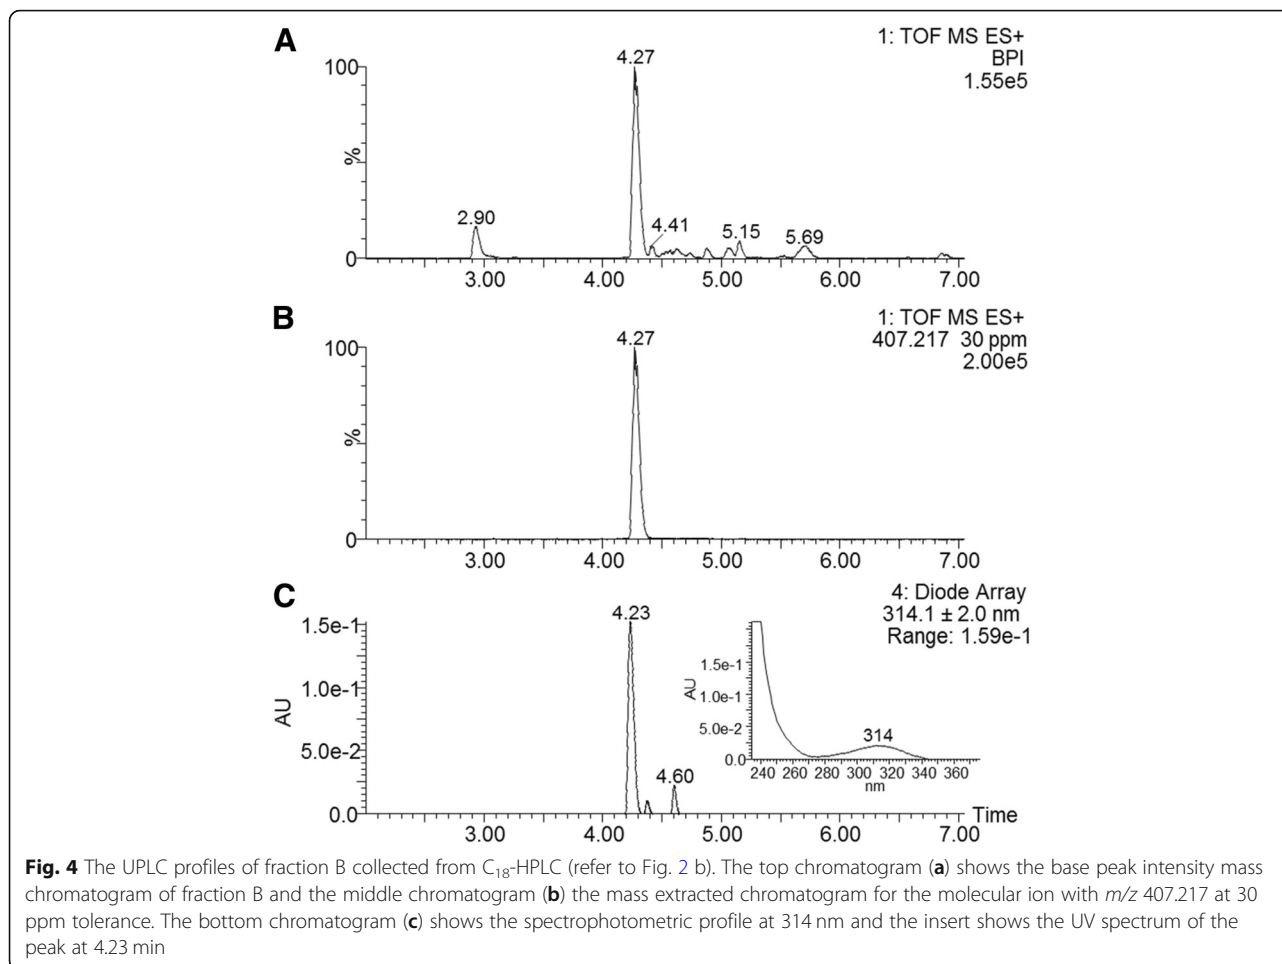 A
1: TOF MS ES+
BPI
1.55e5
100
%
0
4.27
2.90
4.41
5.15
5.69
3.00 4.00 5.00 6.00 7.00
B
1: TOF MS ES+
407.217 30 ppm
2.00e5
100
%
0
4.27
3.00 4.00 5.00 6.00 7.00
C
4: Diode Array
314.1 ± 2.0 nm
Range: 1.59e-1
1.5e-1
1.0e-1
AU
5.0e-2
0.0
4.23
4.60
1.5e-1
AU
1.0e-1
5.0e-2
0.0
314
240 260 280 300 320 340 360
nm
Time
3.00 4.00 5.00 6.00 7.00
Fig. 4 The UPLC profiles of fraction B collected from C₁₈-HPLC (refer to Fig. 2 b). The top chromatogram (a) shows the base peak intensity mass
chromatogram of fraction B and the middle chromatogram (b) the mass extracted chromatogram for the molecular ion with m/z 407.217 at 30
ppm tolerance. The bottom chromatogram (c) shows the spectrophotometric profile at 314 nm and the insert shows the UV spectrum of the
peak at 4.23 min